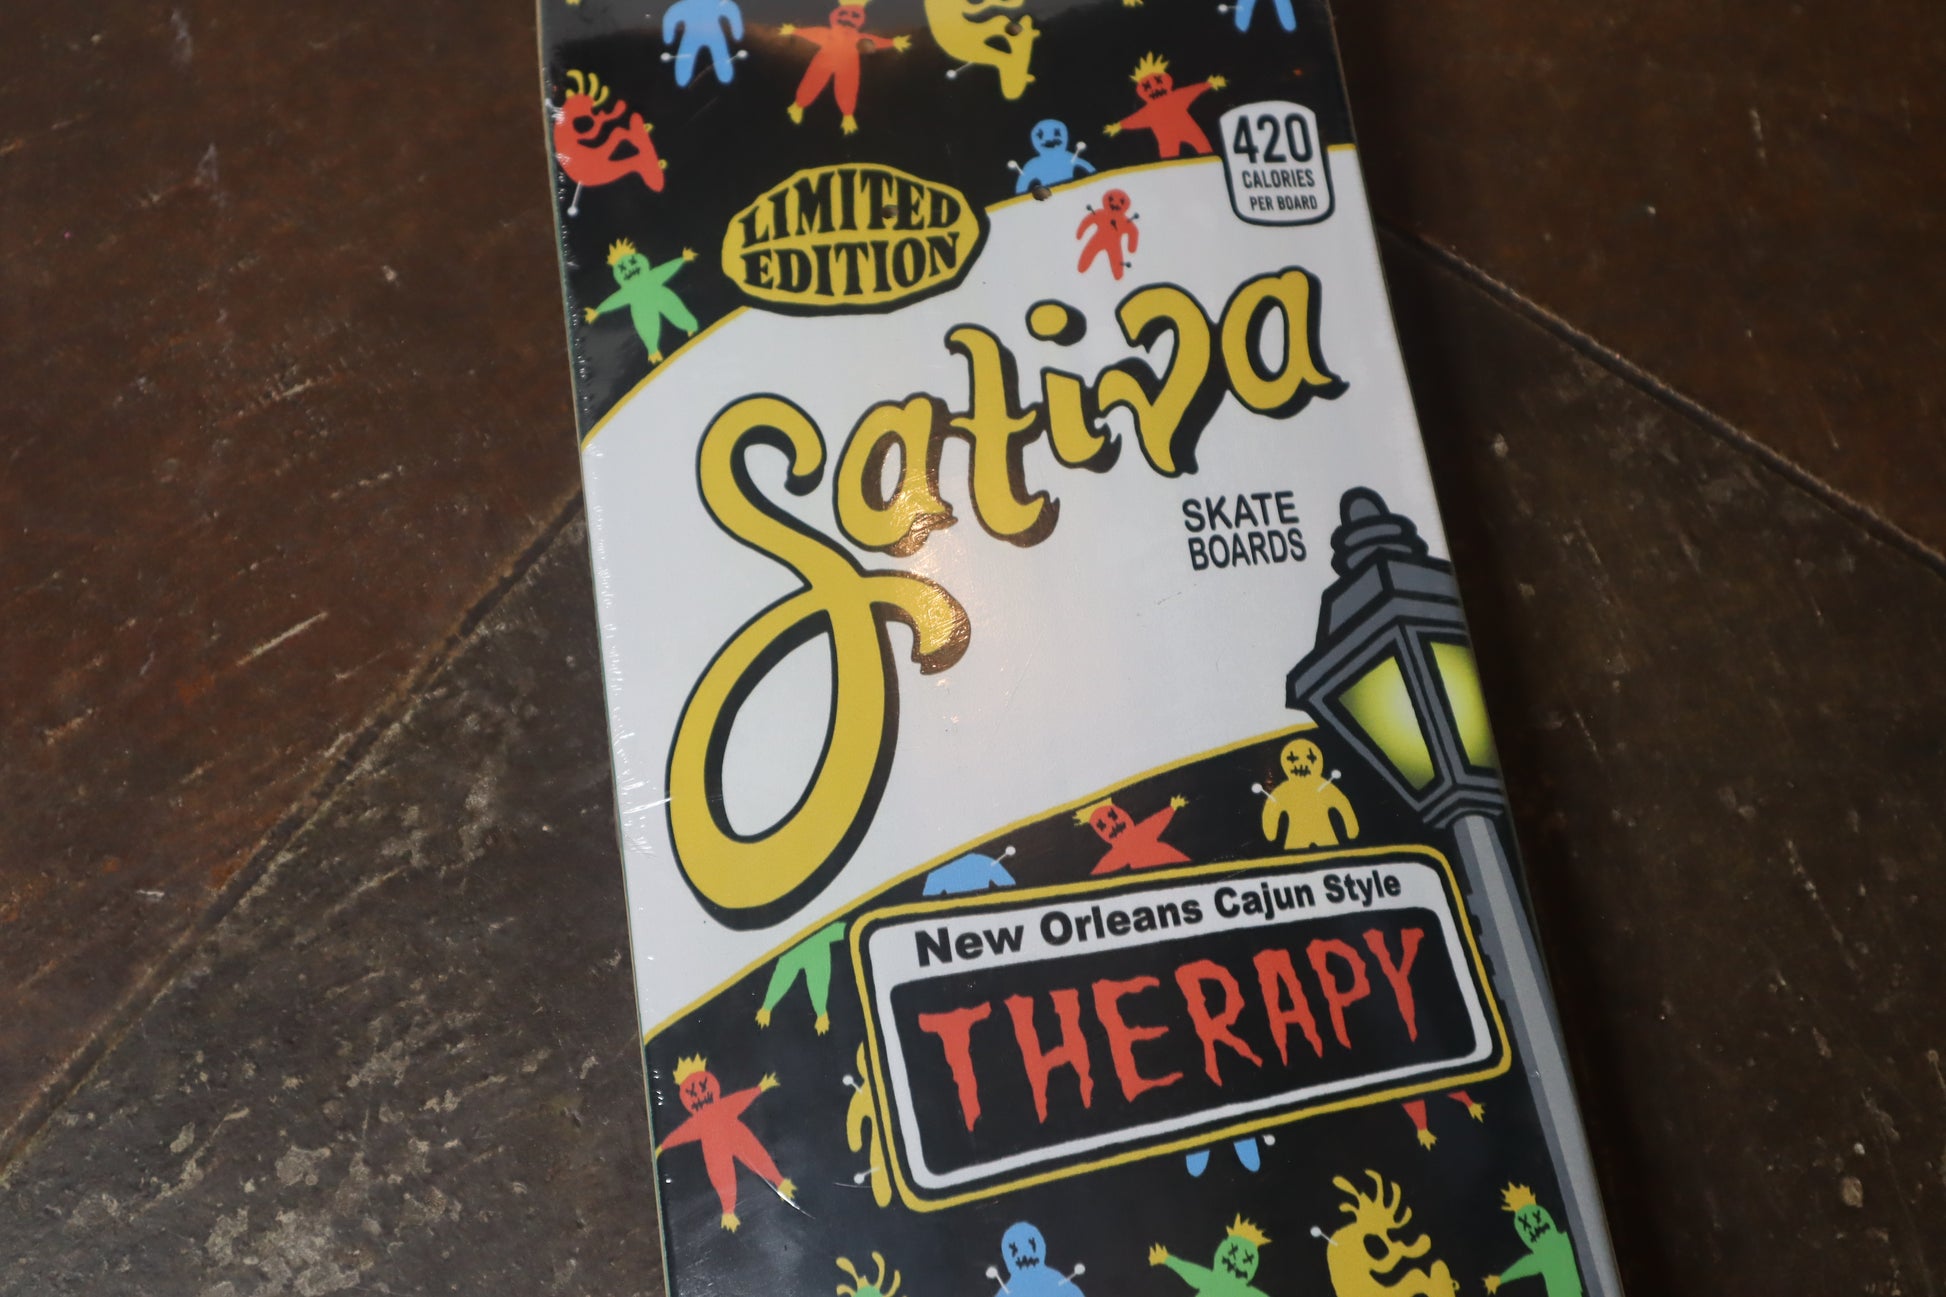 420
CALORIES
PER BOARD
LIMITED
EDITION
Sativa
SKATE
BOARDS
New Orleans Cajun Style
THERAPY